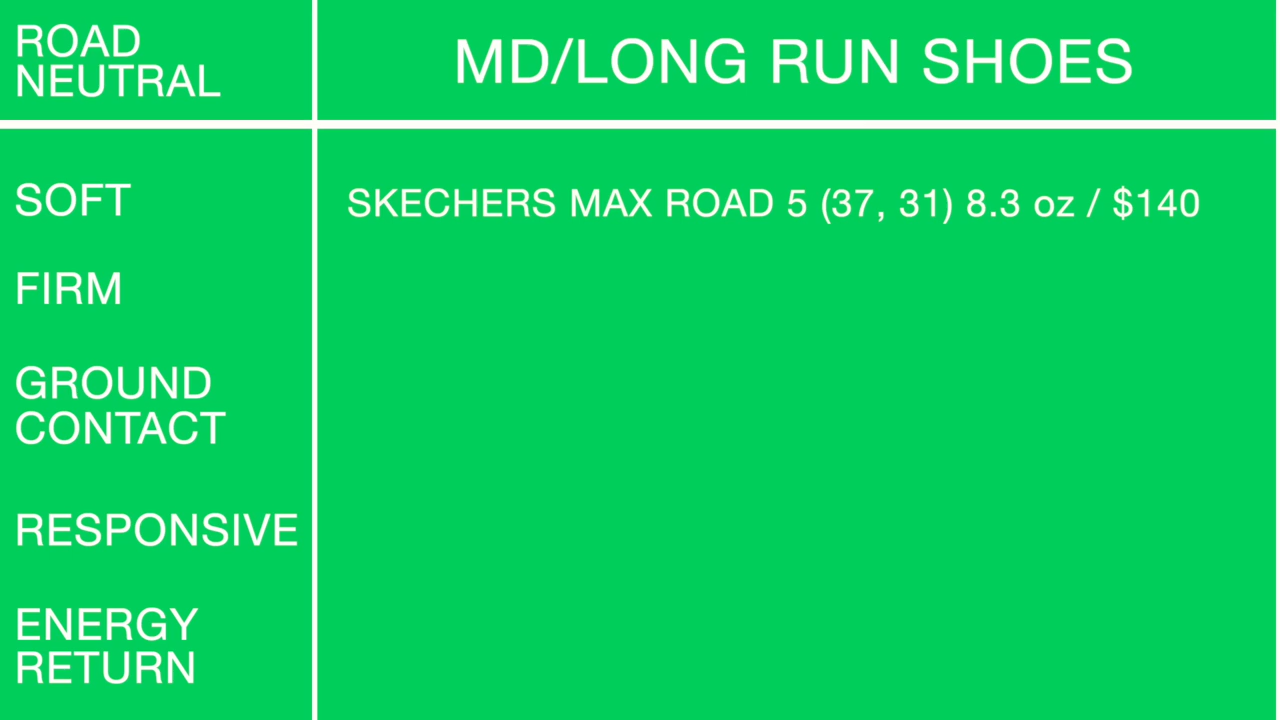 ROAD
NEUTRAL
MD/LONG RUN SHOES
SOFT
SKECHERS MAX ROAD 5 (37, 31) 8.3 oz / $140
FIRM
GROUND
CONTACT
RESPONSIVE
ENERGY
RETURN